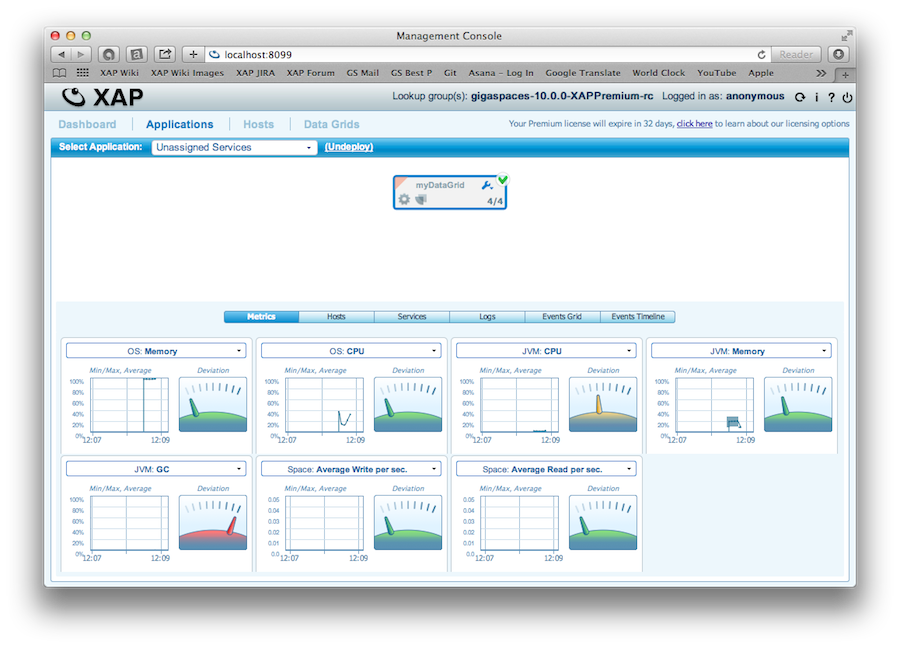 Management Console
localhost:8099
Reader
XAP Wiki XAP Wiki Images XAP JIRA XAP Forum GS Mail GS Best P Git Asana - Log In Google Translate World Clock YouTube Apple >> +
XAP
Lookup group(s): gigaspaces-10.0.0-XAPPremium-rc Logged in as: anonymous i ?
Dashboard Applications Hosts Data Grids
Your Premium license will expire in 32 days, click here to learn about our licensing options
Select Application: Unassigned Services (Undeploy)
myDataGrid
4/4
Metrics Hosts Services Logs Events Grid Events Timeline
OS: Memory OS: CPU JVM: CPU JVM: Memory
Min/Max, Average Deviation Min/Max, Average Deviation Min/Max, Average Deviation Min/Max, Average Deviation
100% 100% 100% 100%
80% 80% 80% 80%
60% 60% 60% 60%
40% 40% 40% 40%
20% 20% 20% 20%
0% 0% 0% 0%
12:07 12:09 12:07 12:09 12:07 12:09 12:07 12:09
JVM: GC Space: Average Write per sec. Space: Average Read per sec.
Min/Max, Average Deviation Min/Max, Average Deviation Min/Max, Average Deviation
100% 0.05 0.05
80% 0.04 0.04
60% 0.03 0.03
40% 0.02 0.02
20% 0.01 0.01
0% 0.0 0.0
12:07 12:09 12:07 12:09 12:07 12:09